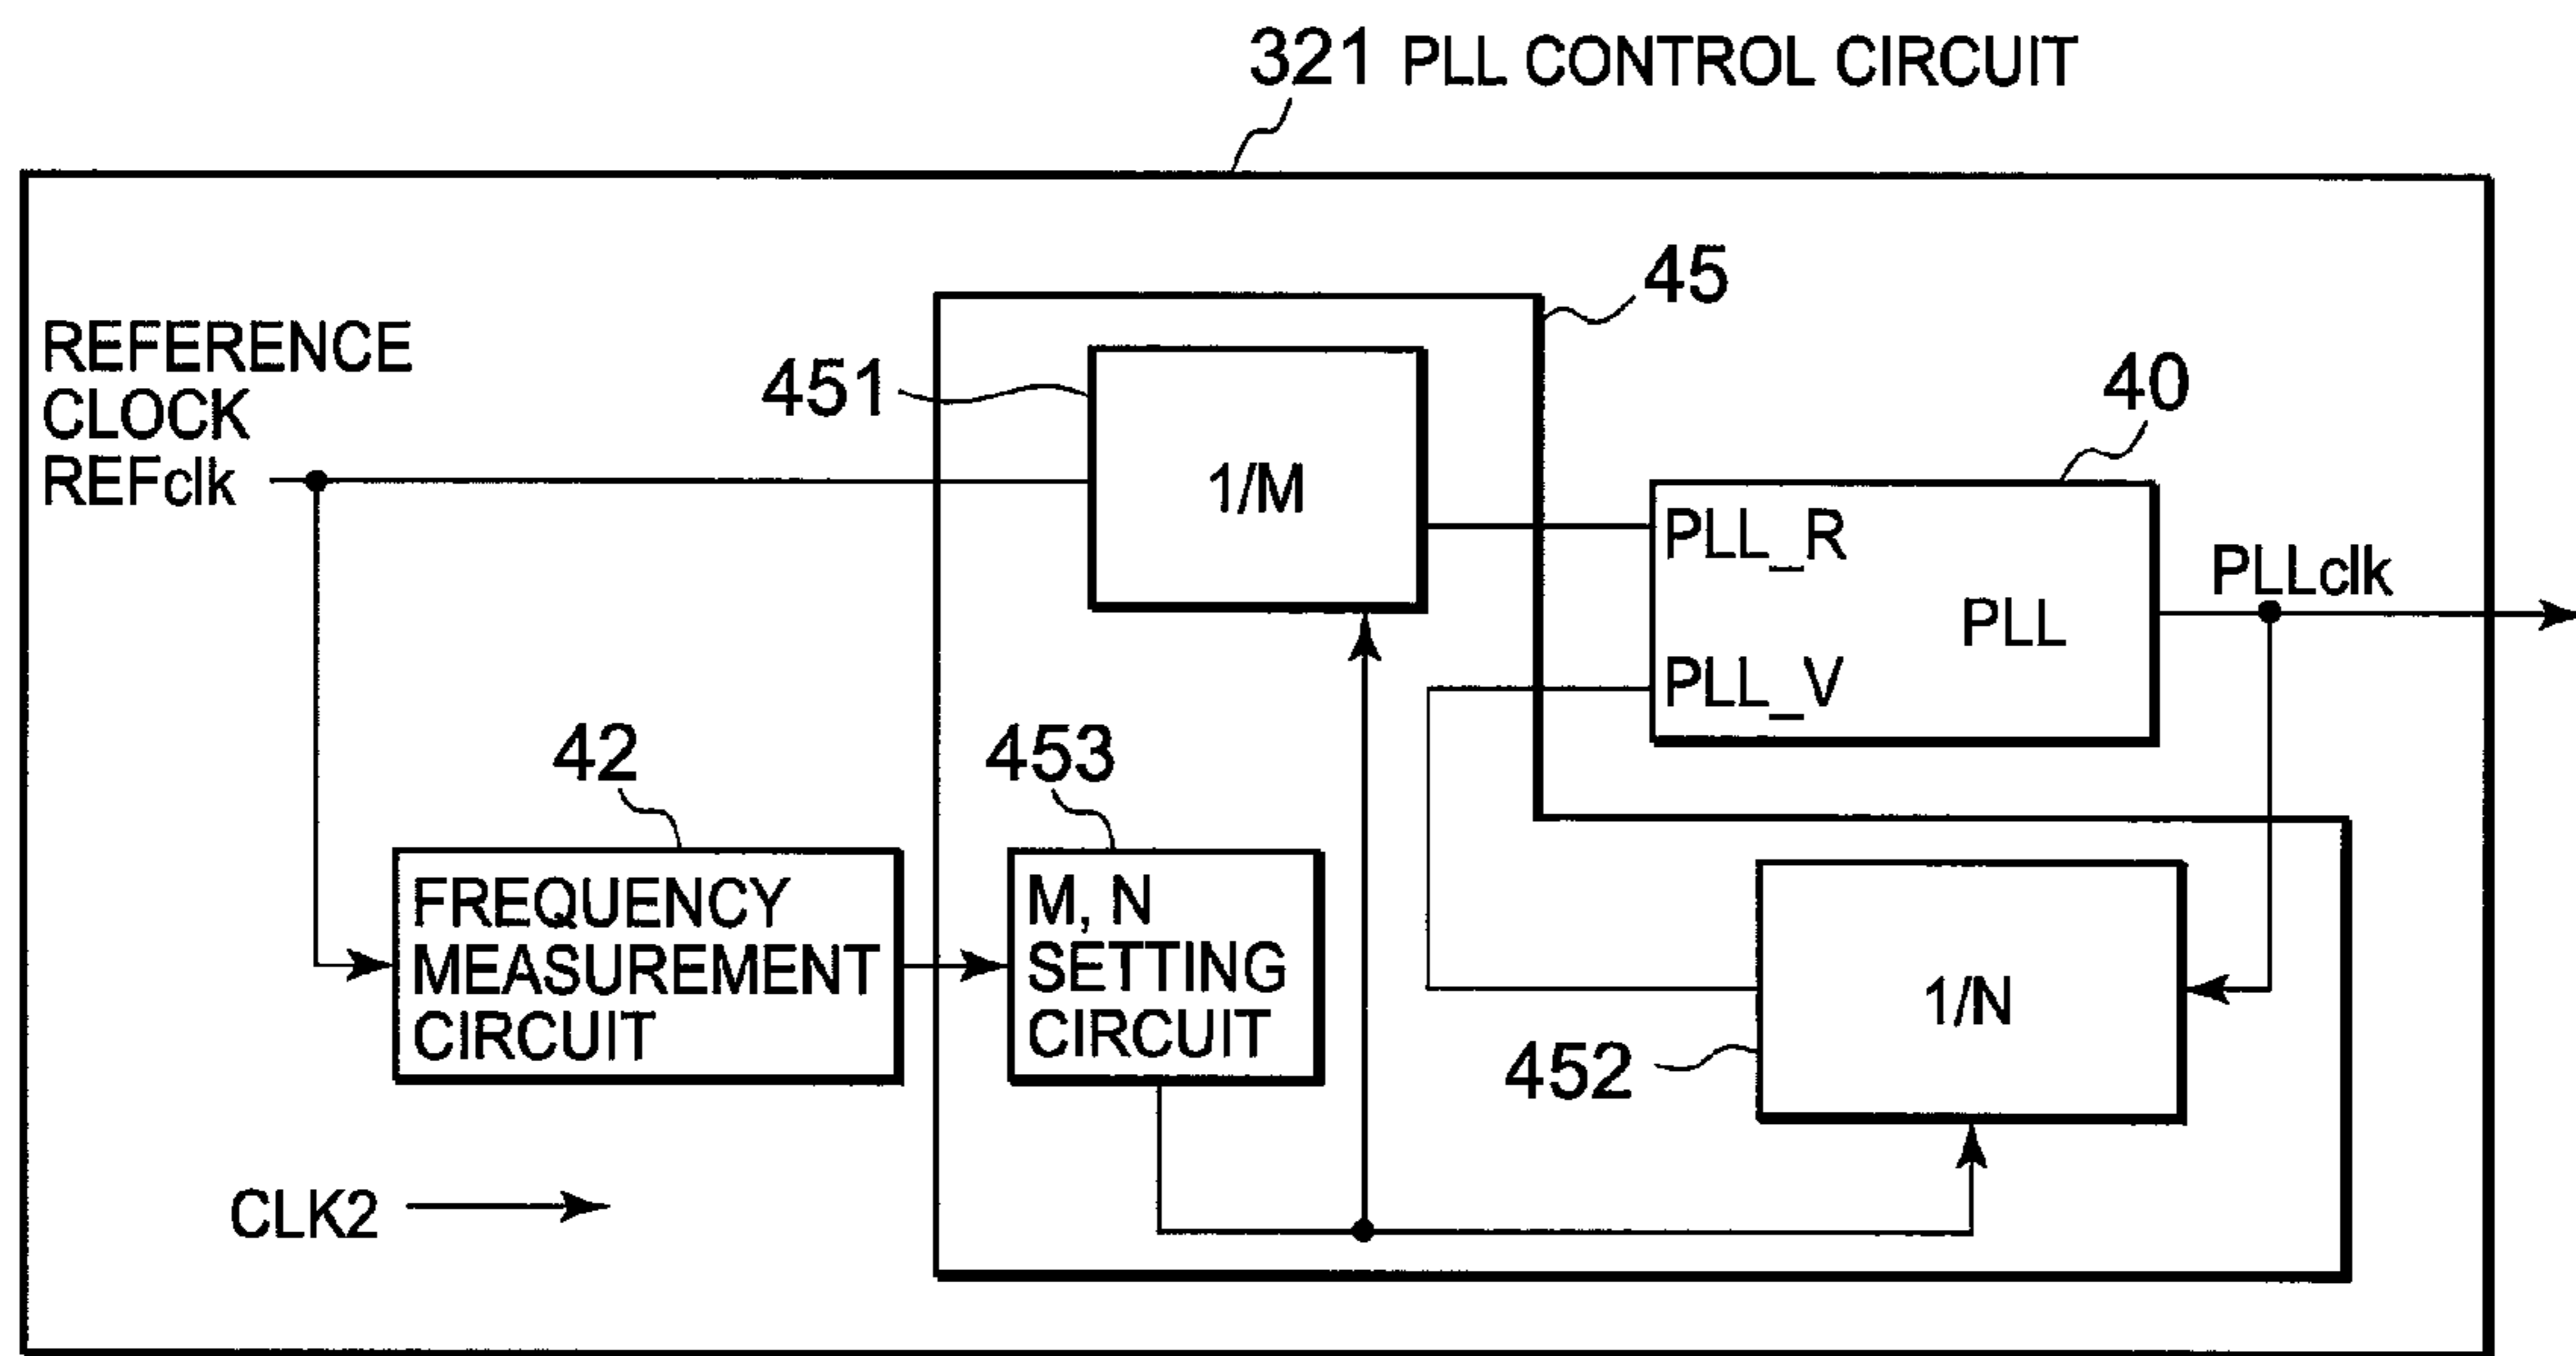 321 PLL CONTROL CIRCUIT
45
REFERENCE
CLOCK
REFclk
451
1/M
40
PLL_R
PLL_V
PLL
PLLclk
42
FREQUENCY
MEASUREMENT
CIRCUIT
453
M, N
SETTING
CIRCUIT
1/N
452
CLK2